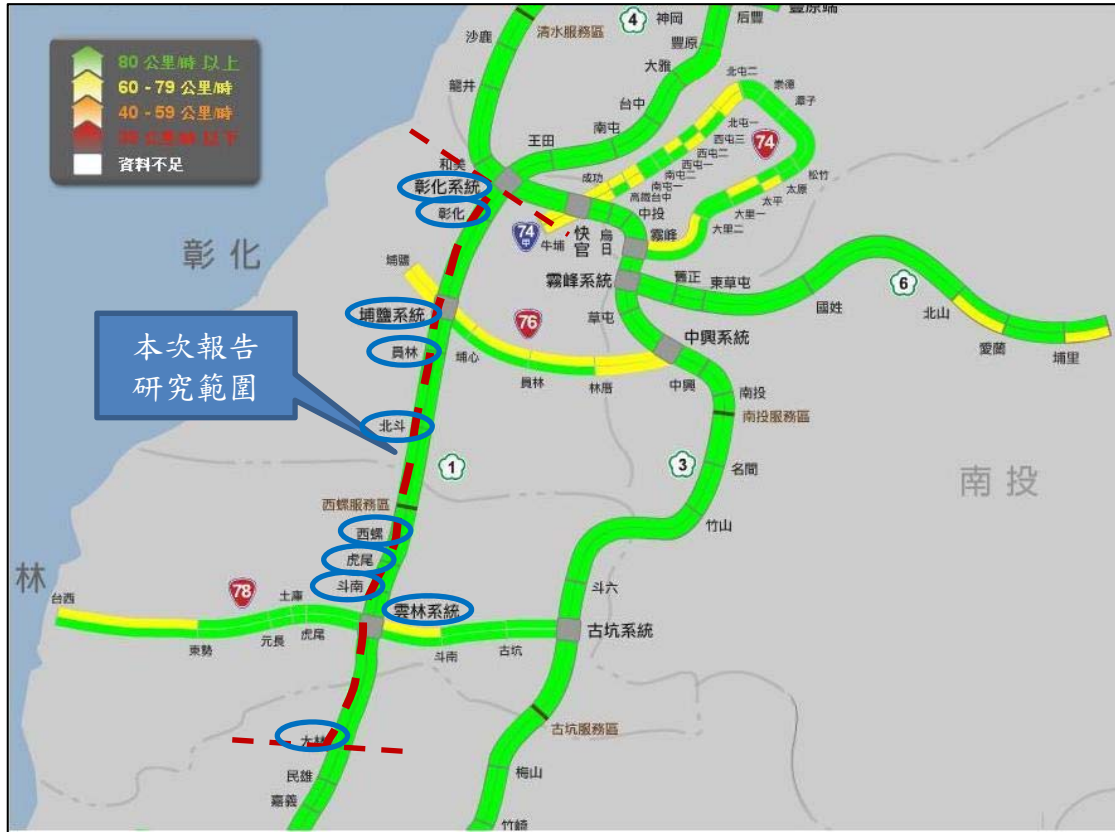 80 公里/時 以上
60 - 79 公里/時
40 - 59 公里/時
資料不足
清水服務區
4
神岡
后豐
豐原端
沙鹿
豐原
大雅
龍井
台中
北屯二
崇德
潭子
南屯
北屯一
王田
西屯三
74
和美
西屯二
西屯一
成功
南屯二
南屯一
松竹
彰化系統
高鐵台中
太原
太平
彰化
中投
大里一
74甲
牛埔
快官
烏日
霧峰
大里二
彰化
埔鹽
霧峰系統
舊正
東草屯
6
國姓
北山
埔鹽系統
76
草屯
中興系統
愛蘭
埔里
本次報告
研究範圍
員林
埔心
員林
林厝
中興
南投
南投服務區
北斗
1
3
名間
南投
西螺服務區
西螺
竹山
虎尾
林
斗南
斗六
78
台西
土庫
雲林系統
元長
虎尾
古坑系統
東勢
斗南
古坑
大林
古坑服務區
民雄
梅山
嘉義
竹崎